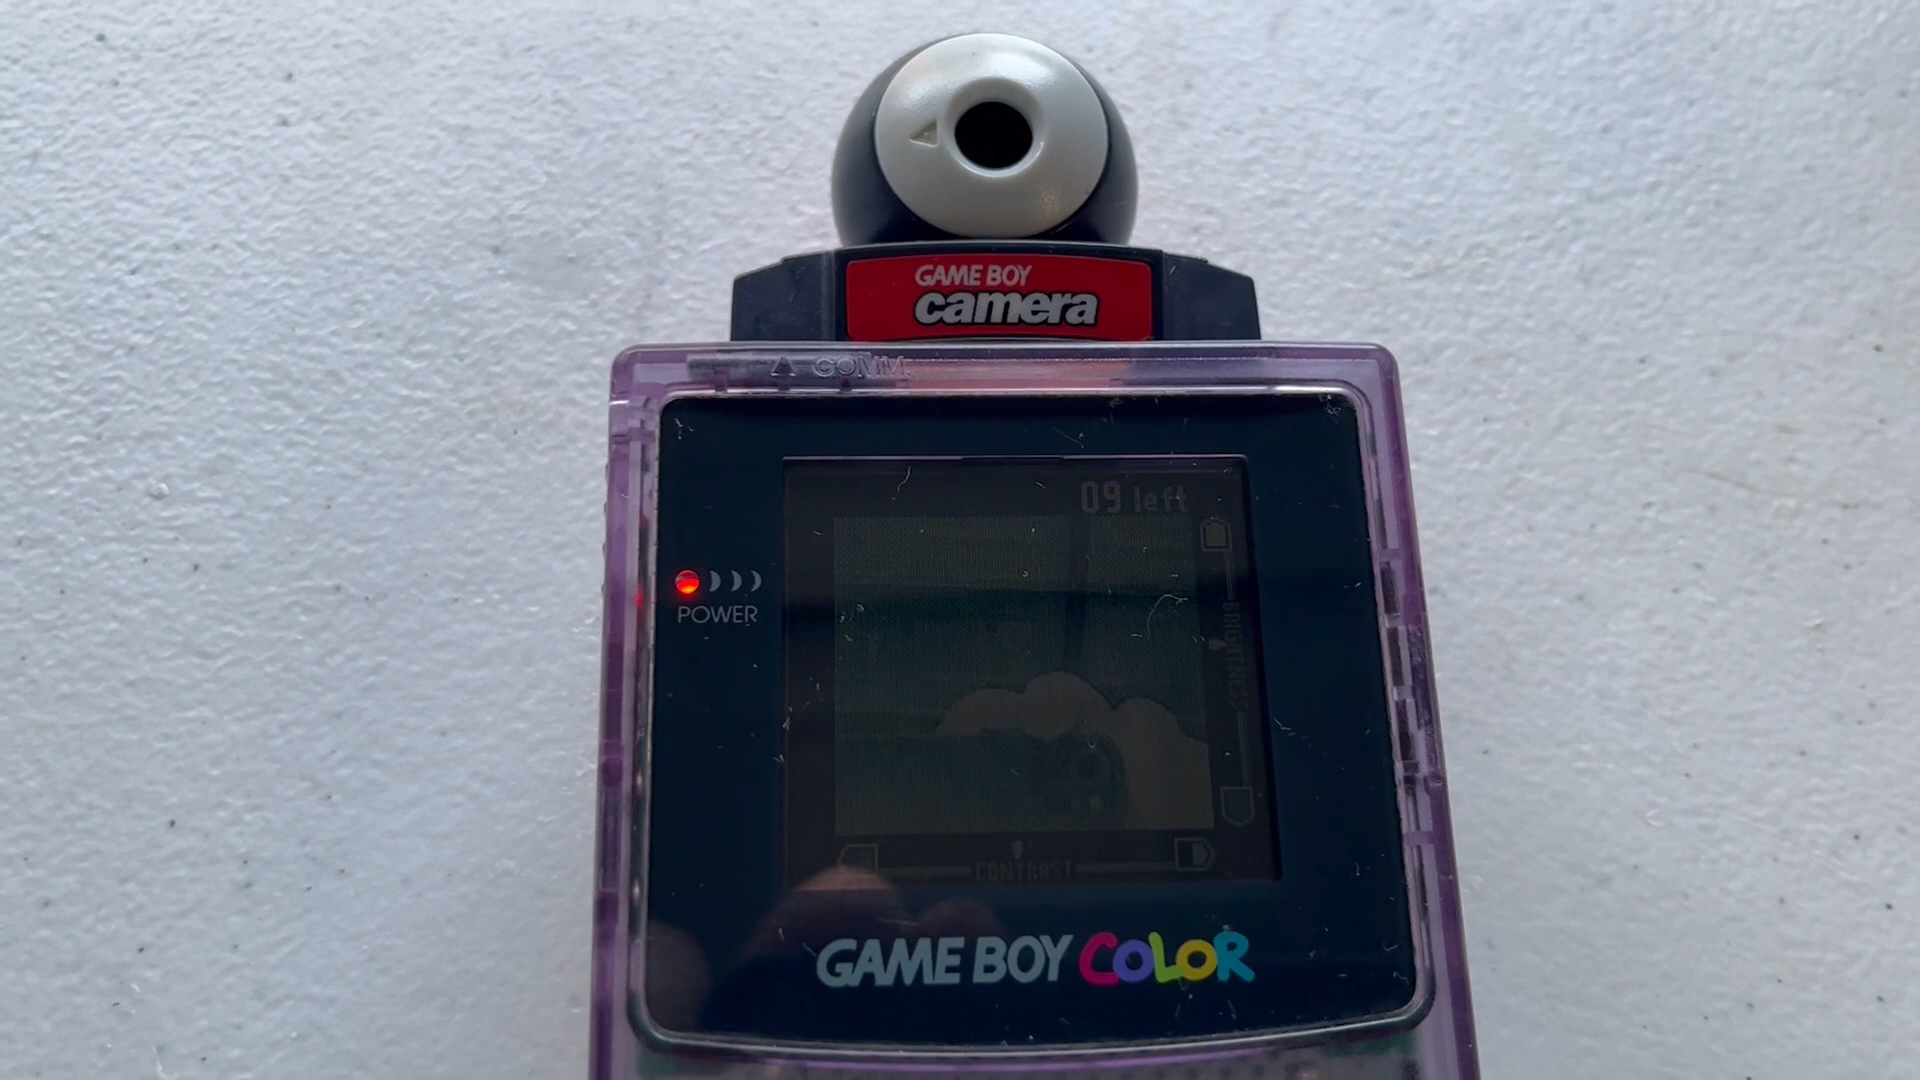 GAME BOY
camera
COMM.
09 left
BRIGHTNESS
POWER
CONTRAST
GAME BOY COLOR